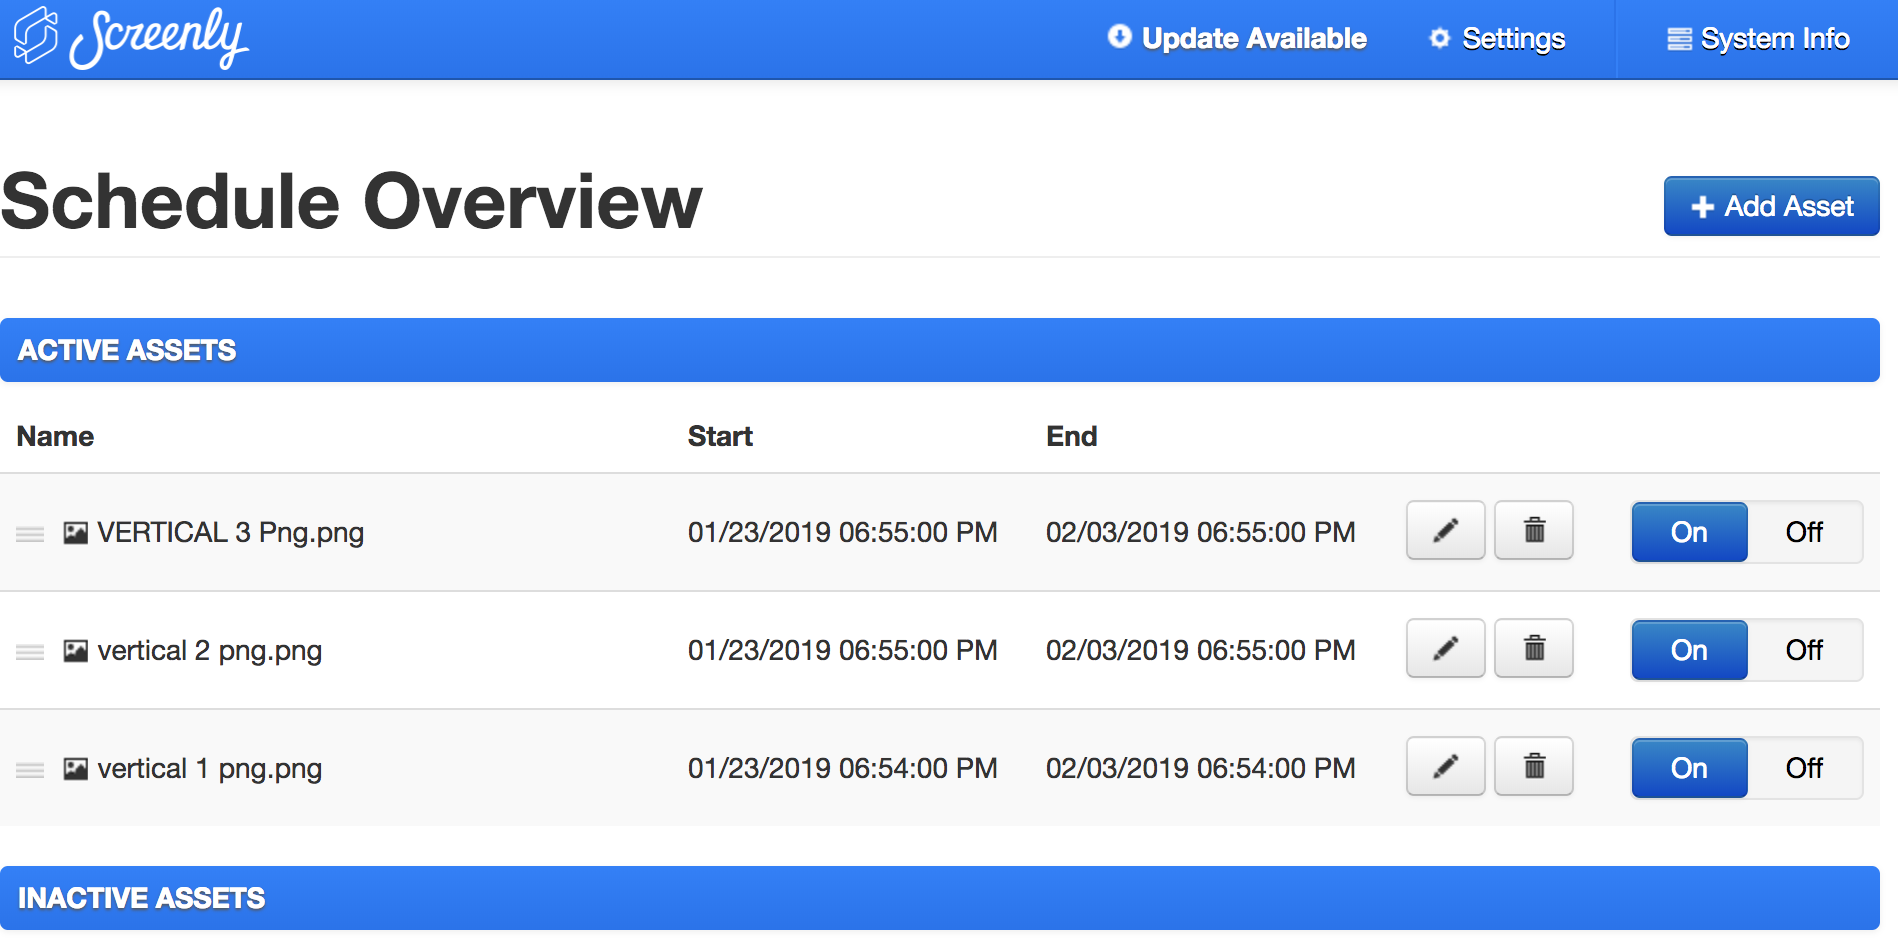 Screenly
Update Available Settings System Info
Schedule Overview
Add Asset
ACTIVE ASSETS
Name Start End
VERTICAL 3 Png.png 01/23/2019 06:55:00 PM 02/03/2019 06:55:00 PM On Off
vertical 2 png.png 01/23/2019 06:55:00 PM 02/03/2019 06:55:00 PM On Off
vertical 1 png.png 01/23/2019 06:54:00 PM 02/03/2019 06:54:00 PM On Off
INACTIVE ASSETS